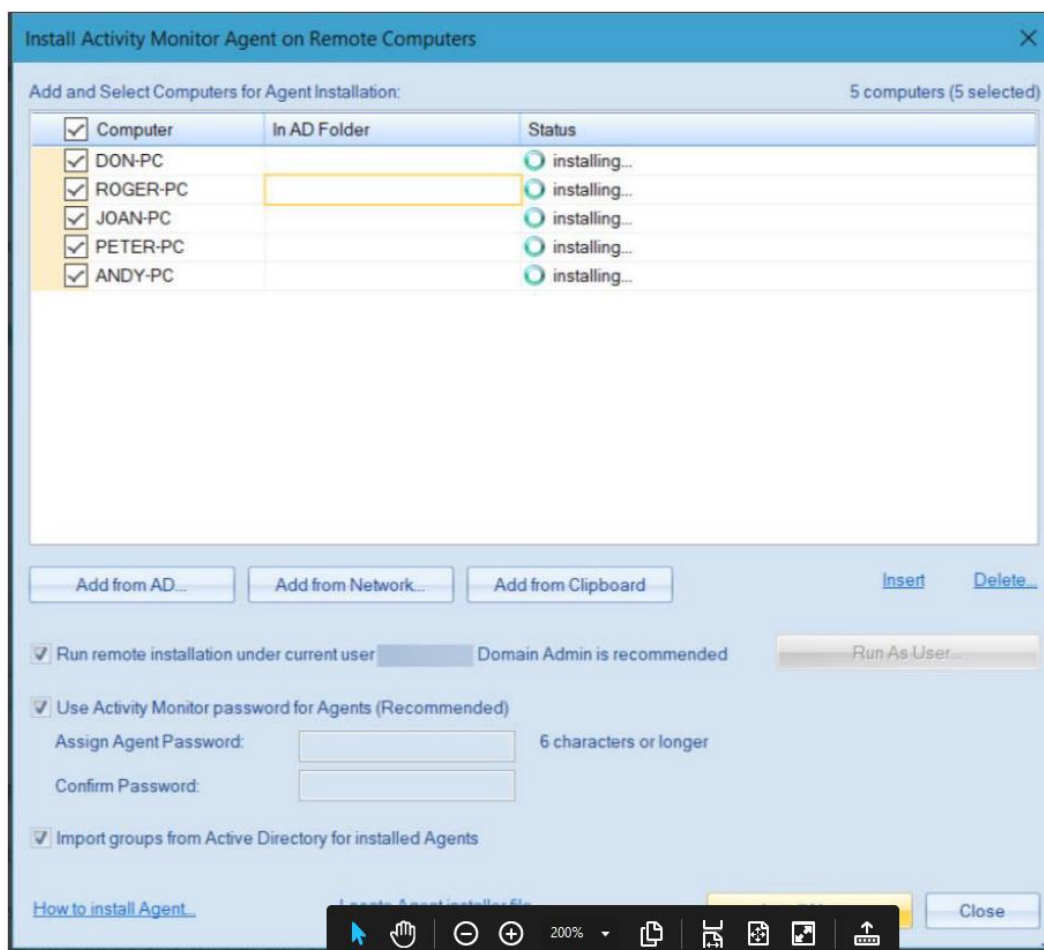 Install Activity Monitor Agent on Remote Computers
Add and Select Computers for Agent Installation: 5 computers (5 selected)
Computer In AD Folder Status
DON-PC installing...
ROGER-PC installing...
JOAN-PC installing...
PETER-PC installing...
ANDY-PC installing...
Add from AD... Add from Network... Add from Clipboard Insert Delete...
Run remote installation under current user Domain Admin is recommended Run As User...
Use Activity Monitor password for Agents (Recommended)
Assign Agent Password: 6 characters or longer
Confirm Password:
Import groups from Active Directory for installed Agents
How to install Agent... Locate Agent installer file Close
200%